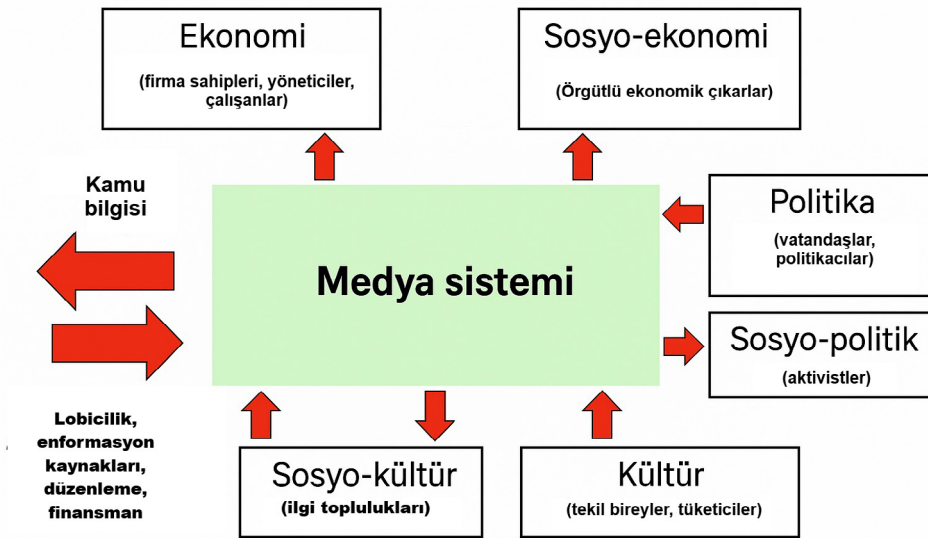 Ekonomi
(firma sahipleri, yöneticiler,
çalışanlar)
Sosyo-ekonomi
(Örgütlü ekonomik çıkarlar)
Kamu
bilgisi
Medya sistemi
Politika
(vatandaşlar,
politikacılar)
Sosyo-politik
(aktivistler)
Lobicilik,
enformasyon
kaynakları,
düzenleme,
finansman
Sosyo-kültür
(ilgi toplulukları)
Kültür
(tekil bireyler, tüketiciler)